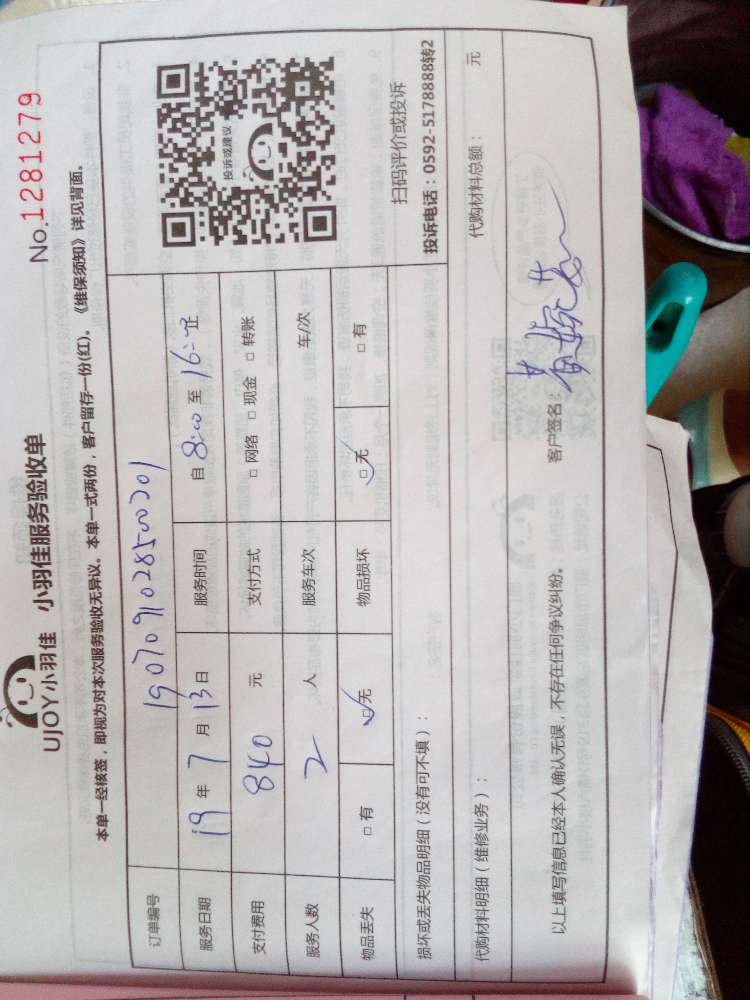 UJOY小羽佳 小羽佳服务验收单
No.1281279
本单一经核签，即视为对本次服务验收无异议。本单一式两份，客户留存一份(红)。《维保须知》详见背面。
订单编号 1907091028500201
服务日期 19 年 7 月 13 日 服务时间 自 8:00 至 16:
支付费用 840 元 支付方式 □ 网络 □ 现金 □ 转账
服务人数 2 人 服务车次 车/次
物品丢失 □ 有 □ 无 物品损坏 □ 无 □ 有
投诉或建议
扫码评价或投诉
投诉电话：0592-5178888转2
损坏或丢失物品明细（没有可不填）：
代购材料明细（维修业务）： 代购材料总额： 元
以上填写信息已经本人确认无误，不存在任何争议纠纷。 客户签名：